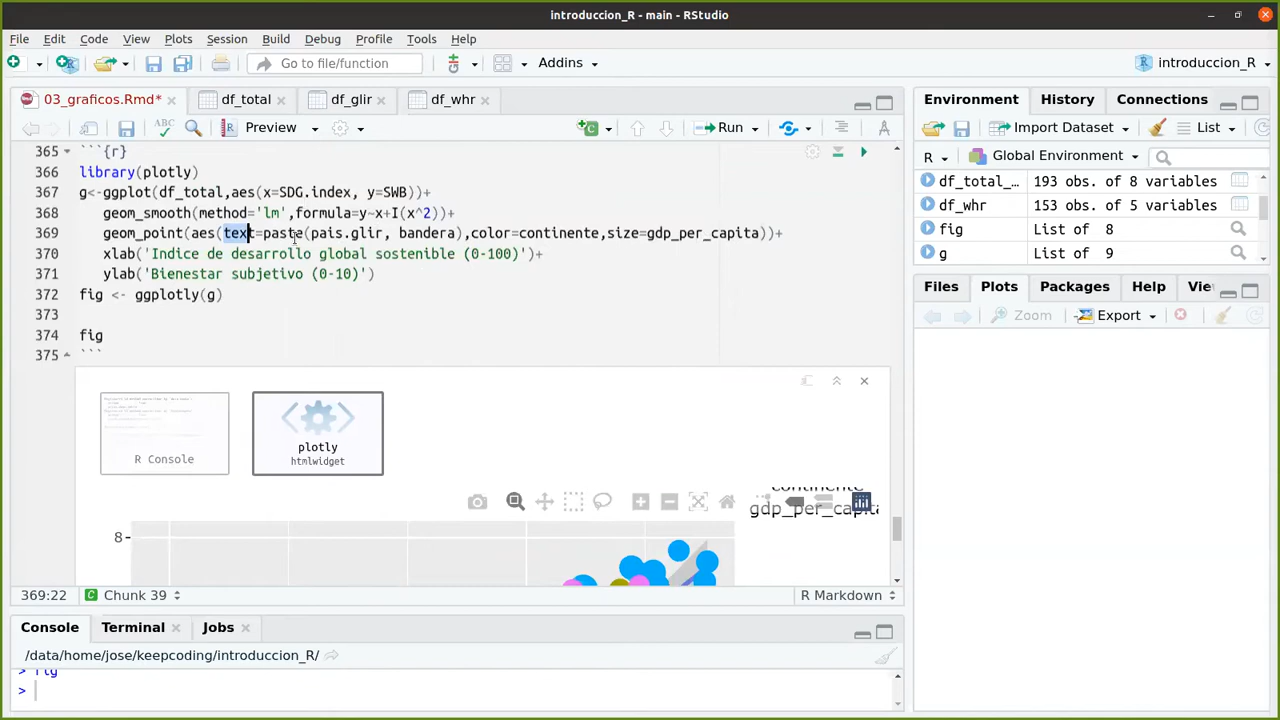 introduccion_R - main - RStudio
File Edit Code View Plots Session Build Debug Profile Tools Help
Go to file/function Addins introduccion_R
03_graficos.Rmd* df_total df_glir df_whr
ABC Preview Run
365 ```{r}
366 library(plotly)
367 g<-ggplot(df_total,aes(x=SDG.index, y=SWB))+
368 geom_smooth(method='lm',formula=y~x+I(x^2))+
369 geom_point(aes(text=paste(pais.glir, bandera),color=continente,size=gdp_per_capita))+
370 xlab('Indice de desarrollo global sostenible (0-100)')+
371 ylab('Bienestar subjetivo (0-10)')
372 fig <- ggplotly(g)
373
374 fig
375 ```
R Console
plotly
htmlwidget
continente
gdp_per_capita
8
369:22 Chunk 39 R Markdown
Console Terminal Jobs
/data/home/jose/keepcoding/introduccion_R/
> fig
>
Environment History Connections
Import Dataset List
R Global Environment
df_total_… 193 obs. of 8 variables
df_whr 153 obs. of 5 variables
fig List of 8
g List of 9
Files Plots Packages Help
Zoom Export